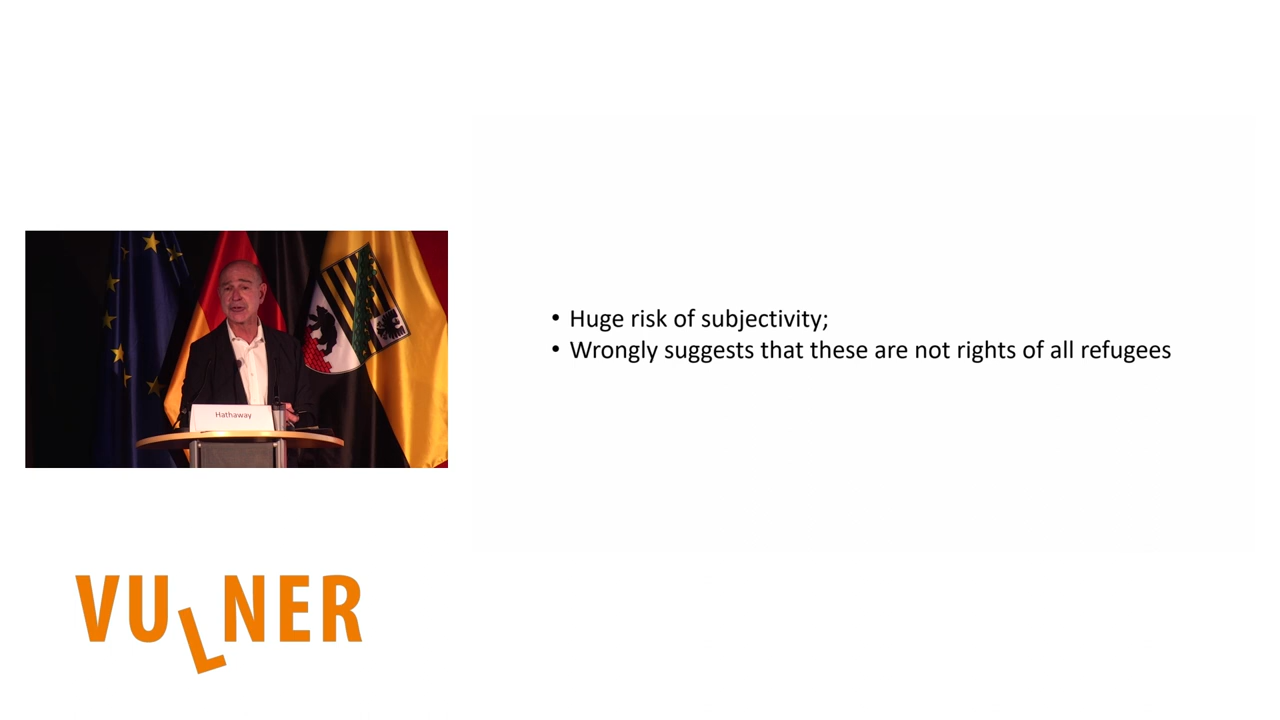 Hathaway
• Huge risk of subjectivity;
• Wrongly suggests that these are not rights of all refugees
VULNER